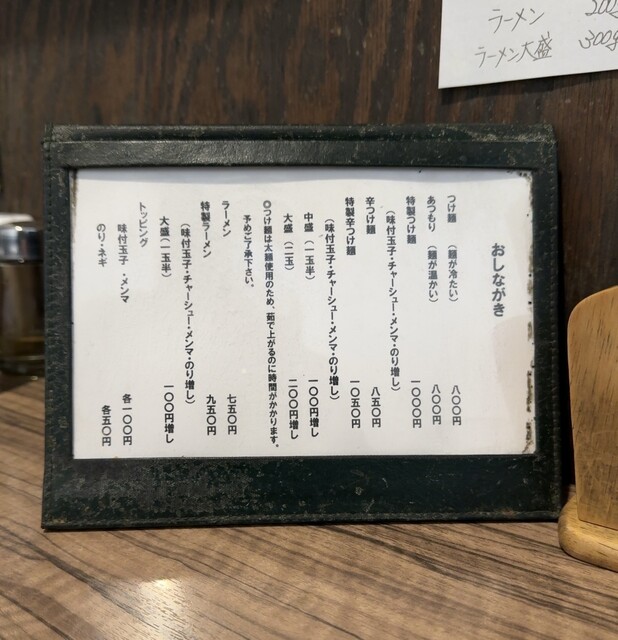 ラーメン 200g
ラーメン大盛 300g
おしながき
つけ麺 (麺が冷たい) 八〇〇円
あつもり (麺が温かい) 八〇〇円
特製つけ麺 一〇〇〇円
(味付玉子・チャーシュー・メンマ・のり増し)
辛つけ麺 八五〇円
特製辛つけ麺 一〇五〇円
(味付玉子・チャーシュー・メンマ・のり増し)
中盛 (一玉半) 一〇〇円増し
大盛 (二玉) 二〇〇円増し
◎つけ麺は太麺使用のため、茹で上がるのに時間がかかります。
予めご了承下さい。
ラーメン 七五〇円
特製ラーメン 九五〇円
(味付玉子・チャーシュー・メンマ・のり増し)
大盛 (一玉半) 一〇〇円増し
トッピング
味付玉子・メンマ 各一〇〇円
のり・ネギ 各五〇円